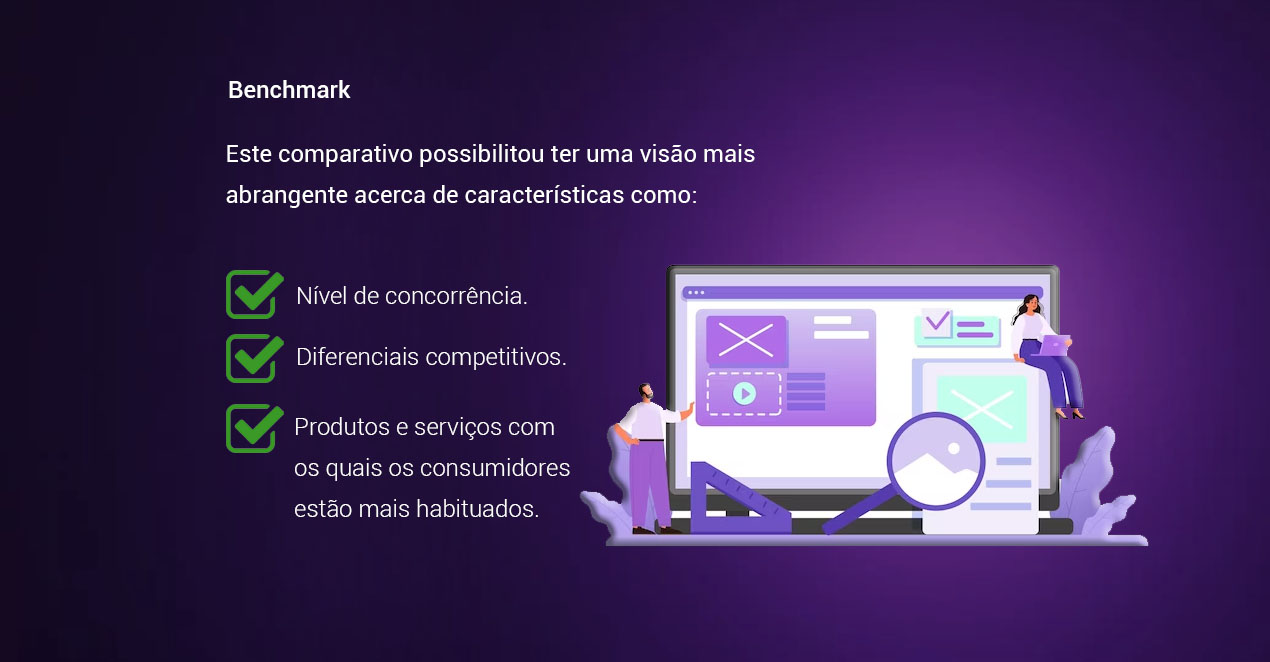 Benchmark
Este comparativo possibilitou ter uma visão mais
abrangente acerca de características como:
Nível de concorrência.
Diferenciais competitivos.
Produtos e serviços com
os quais os consumidores
estão mais habituados.